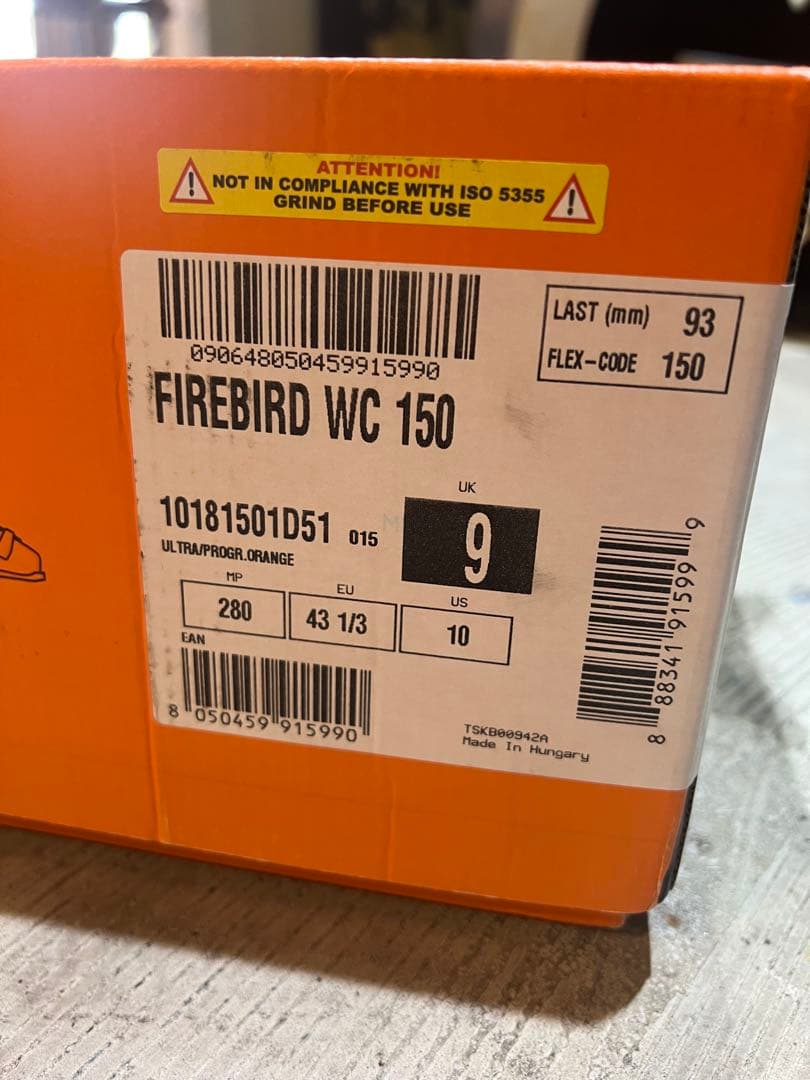 ATTENTION!
NOT IN COMPLIANCE WITH ISO 5355
GRIND BEFORE USE
090648050459915990
LAST (mm) 93
FLEX-CODE 150
FIREBIRD WC 150
10181501D51 015
ULTRA/PROGR.ORANGE
UK
9
MP
280
EU
43 1/3
US
10
EAN
8 050459 915990
8 88341 91599 9
TSKB00942A
Made In Hungary